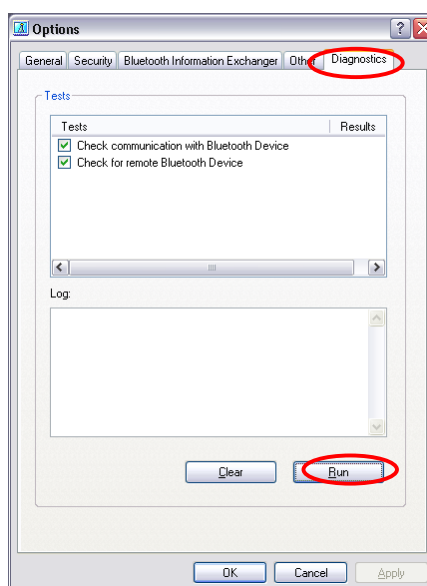 Options
General Security Bluetooth Information Exchanger Other Diagnostics
Tests
Tests Results
Check communication with Bluetooth Device
Check for remote Bluetooth Device
Log:
Clear Run
OK Cancel Apply